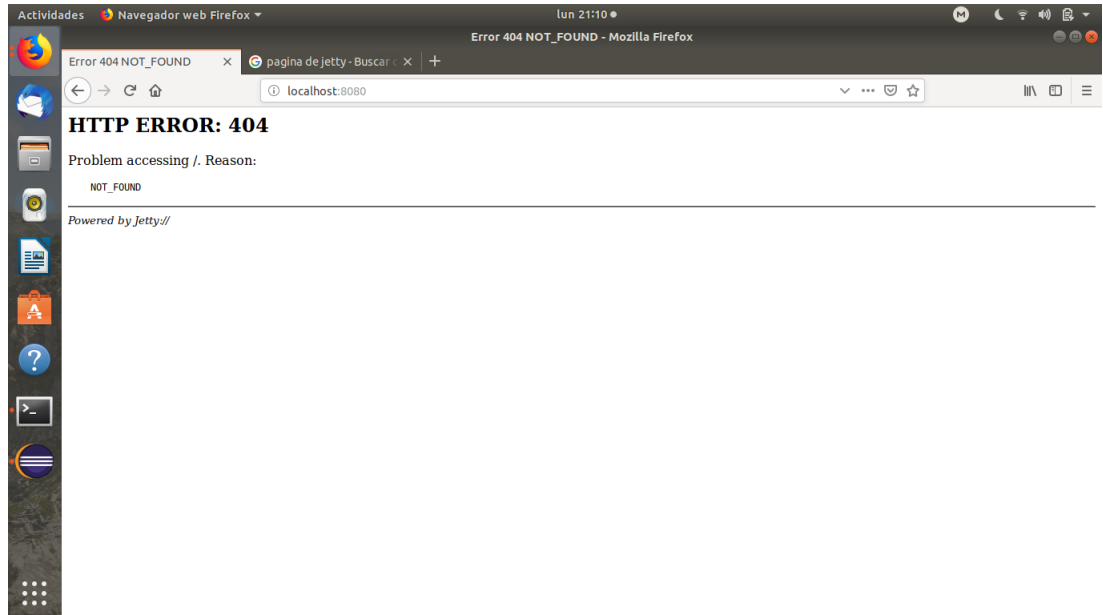 Actividades Navegador web Firefox lun 21:10
Error 404 NOT_FOUND - Mozilla Firefox
Error 404 NOT_FOUND pagina de jetty - Buscar
localhost:8080
HTTP ERROR: 404
Problem accessing /. Reason:
NOT_FOUND
Powered by Jetty://